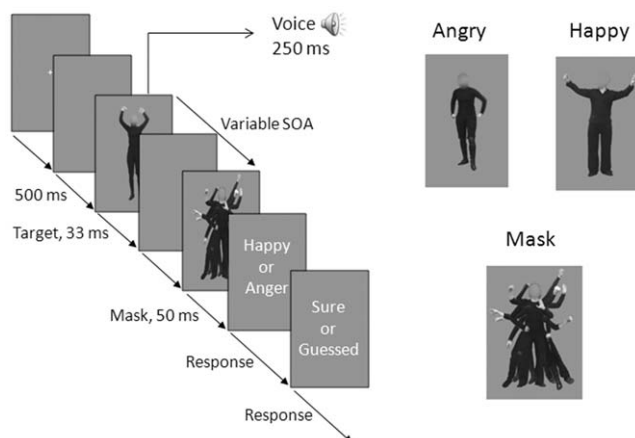 Voice
250 ms
Variable SOA
500 ms
Target, 33 ms
Mask, 50 ms
Response
Response
Happy
or
Anger
Sure
or
Guessed
Angry
Happy
Mask